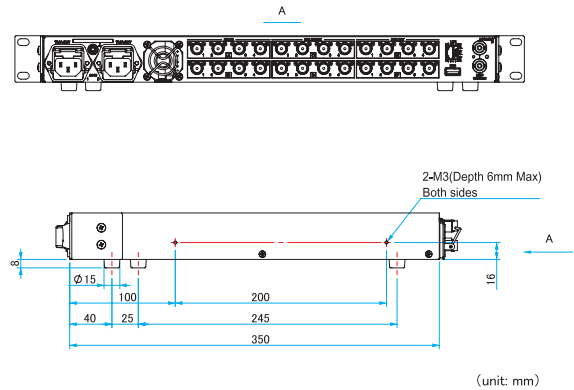 A
2-M3(Depth 6mm Max)
Both sides
A
8
16
Φ15
100
200
40
25
245
350
(unit: mm)